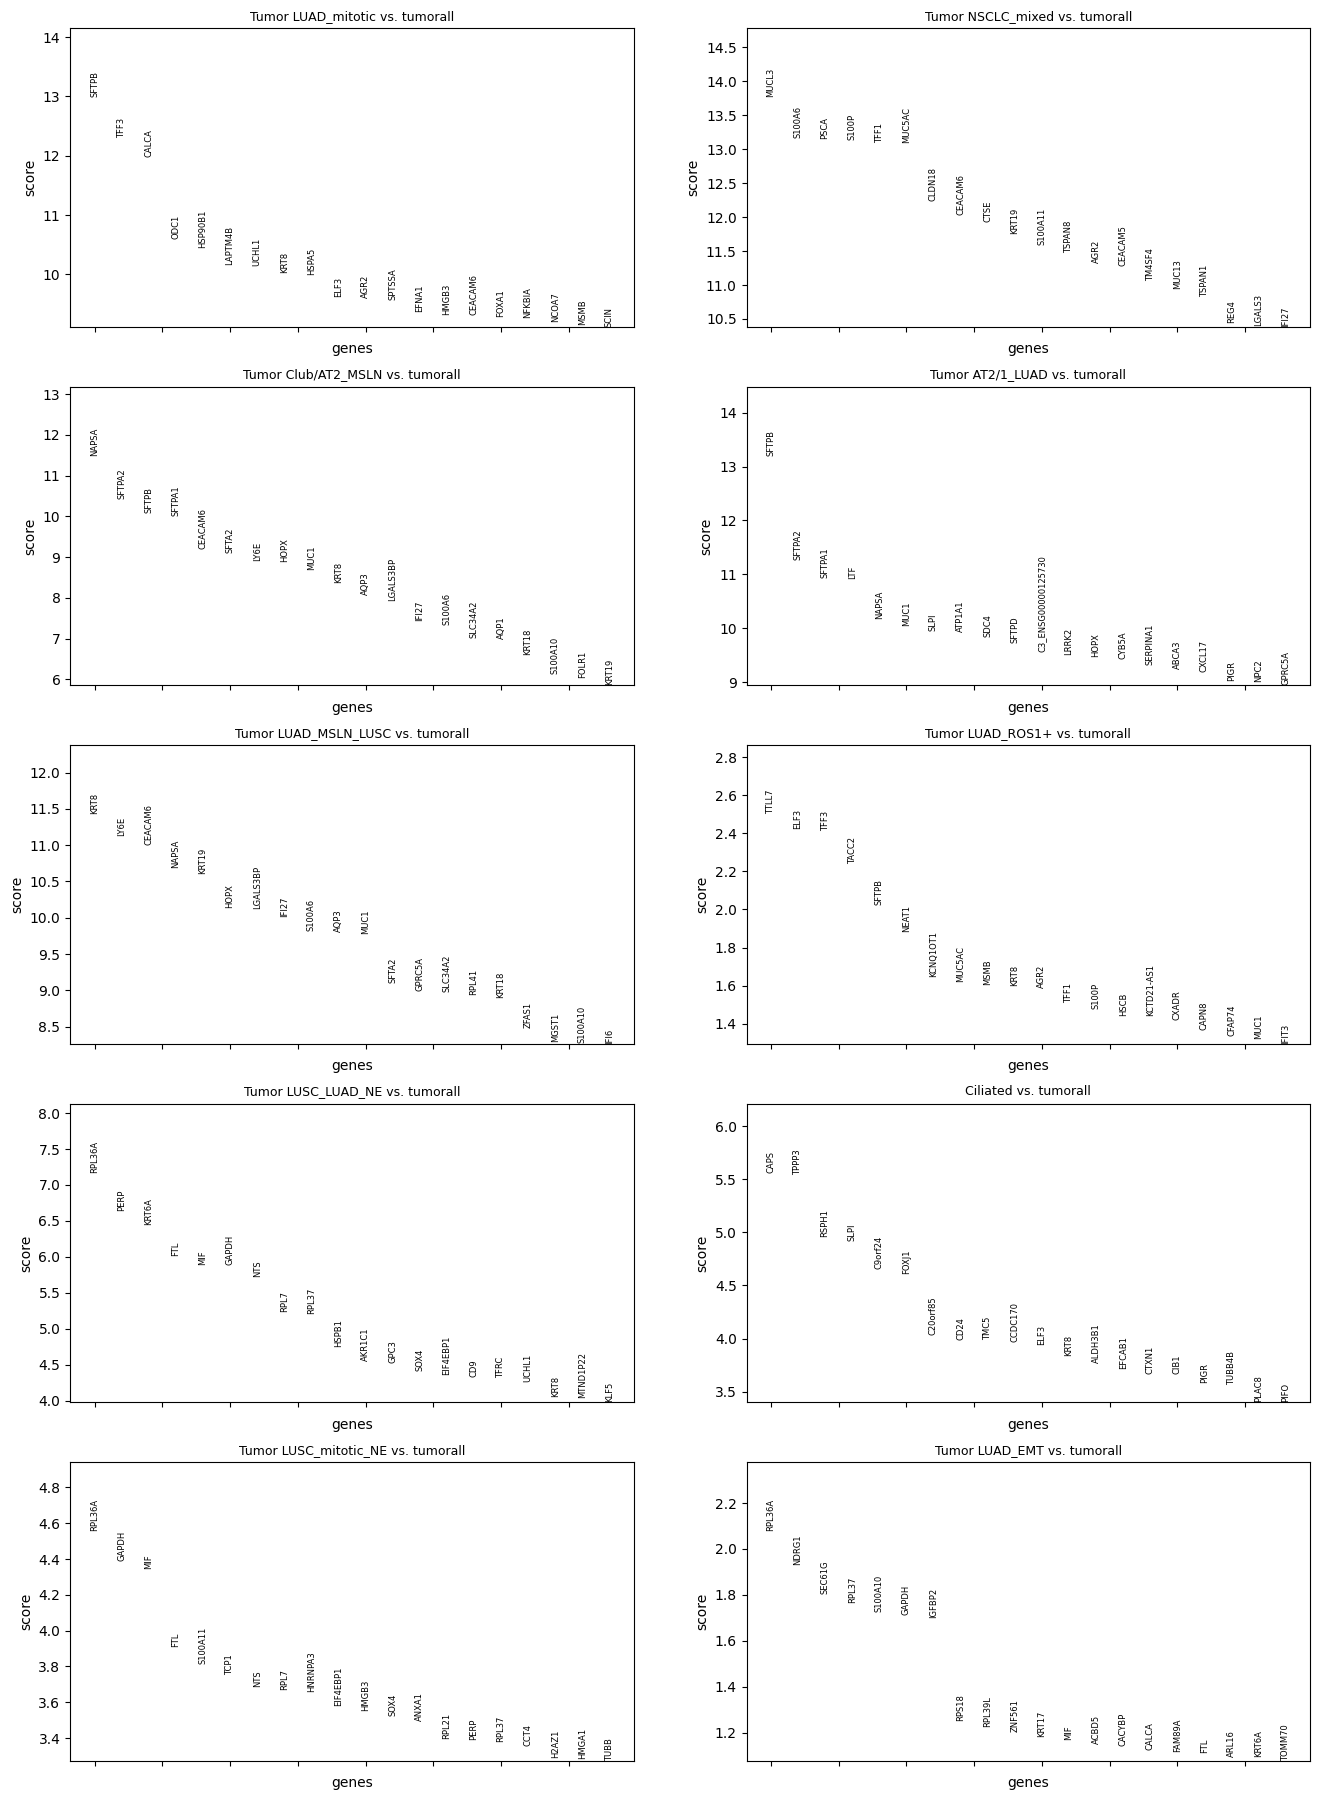 Tumor LUAD_mitotic vs. tumorall
score
14
13
12
11
10
SFTPB
TFF3
CALCA
ODC1
HSP90B1
LAPTM4B
UCHL1
KRT8
HSPA5
ELF3
AGR2
SPTSSA
EFNA1
HMGB3
CEACAM6
FOXA1
NFKBIA
NCOA7
MSMB
SCIN
genes
Tumor NSCLC_mixed vs. tumorall
score
14.5
14.0
13.5
13.0
12.5
12.0
11.5
11.0
10.5
MUCL3
S100A6
PSCA
S100P
TFF1
MUC5AC
CLDN18
CEACAM6
CTSE
KRT19
S100A11
TSPAN8
AGR2
CEACAM5
TM4SF4
MUC13
TSPAN1
REG4
LGALS3
IFI27
genes
Tumor Club/AT2_MSLN vs. tumorall
score
13
12
11
10
9
8
7
6
NAPSA
SFTPA2
SFTPB
SFTPA1
CEACAM6
SFTA2
LY6E
HOPX
MUC1
KRT8
AQP3
LGALS3BP
IFI27
S100A6
SLC34A2
AQP1
KRT18
S100A10
FOLR1
KRT19
genes
Tumor AT2/1_LUAD vs. tumorall
score
14
13
12
11
10
9
SFTPB
SFTPA2
SFTPA1
LTF
NAPSA
MUC1
SLPI
ATP1A1
SDC4
SFTPD
C3_ENSG00000125730
LRRK2
HOPX
CYB5A
SERPINA1
ABCA3
CXCL17
PIGR
NPC2
GPRC5A
genes
Tumor LUAD_MSLN_LUSC vs. tumorall
score
12.0
11.5
11.0
10.5
10.0
9.5
9.0
8.5
KRT8
LY6E
CEACAM6
NAPSA
KRT19
HOPX
LGALS3BP
IFI27
S100A6
AQP3
MUC1
SFTA2
GPRC5A
SLC34A2
RPL41
KRT18
ZFAS1
MGST1
S100A10
IFI6
genes
Tumor LUAD_ROS1+ vs. tumorall
score
2.8
2.6
2.4
2.2
2.0
1.8
1.6
1.4
TTLL7
ELF3
TFF3
TACC2
SFTPB
NEAT1
KCNQ1OT1
MUC5AC
MSMB
KRT8
AGR2
TFF1
S100P
HSCB
KCTD21-AS1
CXADR
CAPN8
CFAP74
MUC1
IFIT3
genes
Tumor LUSC_LUAD_NE vs. tumorall
score
8.0
7.5
7.0
6.5
6.0
5.5
5.0
4.5
4.0
RPL36A
PERP
KRT6A
FTL
MIF
GAPDH
NTS
RPL7
RPL37
HSPB1
AKR1C1
GPC3
SOX4
EIF4EBP1
CD9
TFRC
UCHL1
KRT8
MTND1P22
KLF5
genes
Ciliated vs. tumorall
score
6.0
5.5
5.0
4.5
4.0
3.5
CAPS
TPPP3
RSPH1
SLPI
C9orf24
FOXJ1
C20orf85
CD24
TMC5
CCDC170
ELF3
KRT8
ALDH3B1
EFCAB1
CTXN1
CIB1
PIGR
TUBB4B
PLAC8
PIFO
genes
Tumor LUSC_mitotic_NE vs. tumorall
score
4.8
4.6
4.4
4.2
4.0
3.8
3.6
3.4
RPL36A
GAPDH
MIF
FTL
S100A11
TCP1
NTS
RPL7
HNRNPA3
EIF4EBP1
HMGB3
SOX4
ANXA1
RPL21
PERP
RPL37
CCT4
H2AZ1
HMGA1
TUBB
genes
Tumor LUAD_EMT vs. tumorall
score
2.2
2.0
1.8
1.6
1.4
1.2
RPL36A
NDRG1
SEC61G
RPL37
S100A10
GAPDH
IGFBP2
RPS18
RPL39L
ZNF561
KRT17
MIF
ACBD5
CACYBP
CALCA
FAM89A
FTL
ARL16
KRT6A
TOMM70
genes